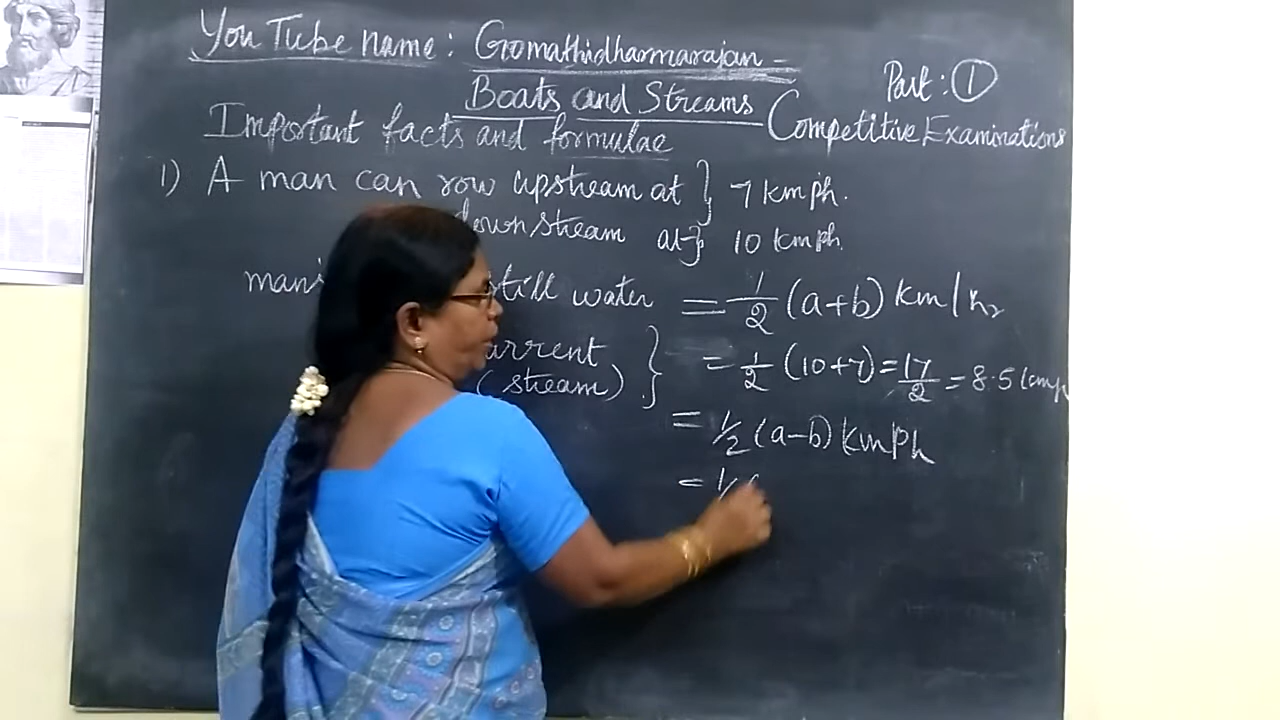 You Tube name: Gomathidharmarajan -
Boats and Streams
Part: 1
Important facts and formulae
Competitive Examinations
1) A man can row upstream at } 7 kmph.
downstream at } 10 kmph.
still water = 1/2 (a+b) km/hr
(stream) } = 1/2 (10+7) = 17/2 = 8.5
= 1/2 (a-b) kmph
= 1/